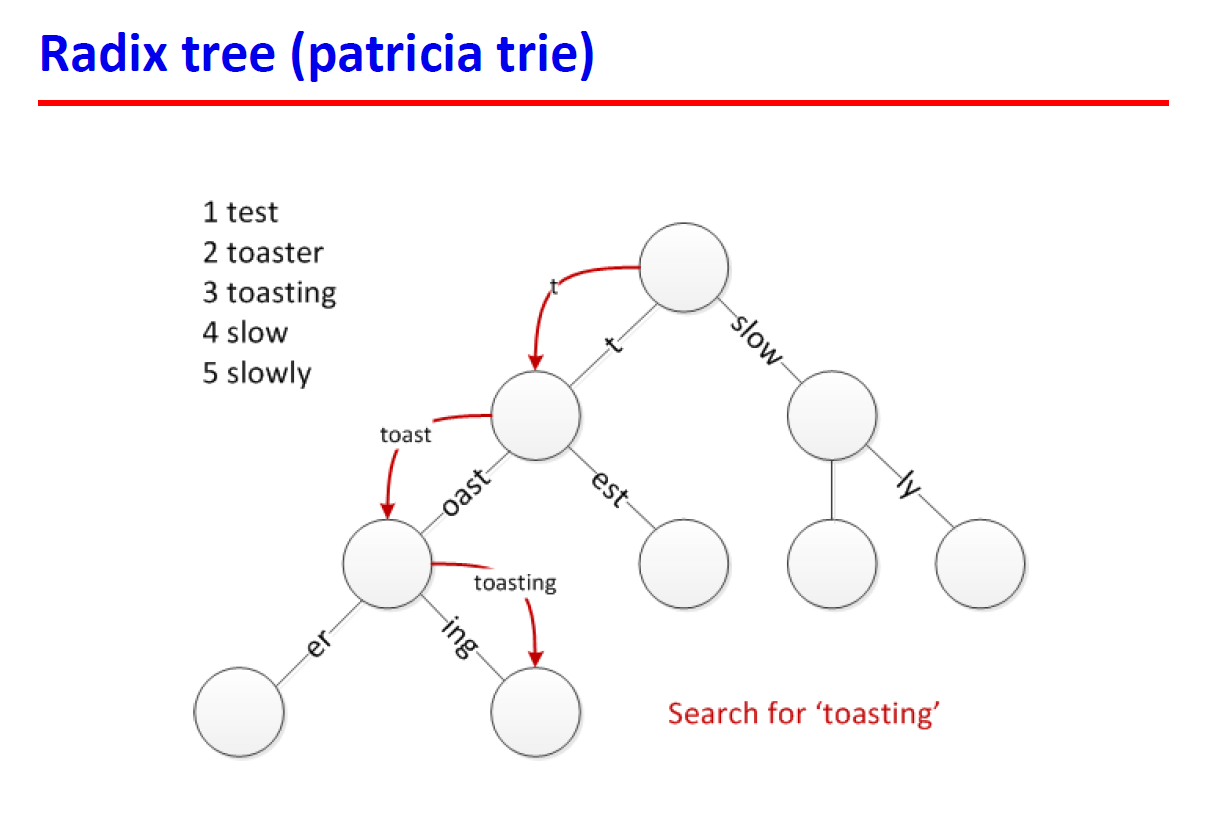 Radix tree (patricia trie)
1 test
2 toaster
3 toasting
4 slow
5 slowly
t
t
slow
toast
oast
est
ly
toasting
er
ing
Search for ‘toasting’